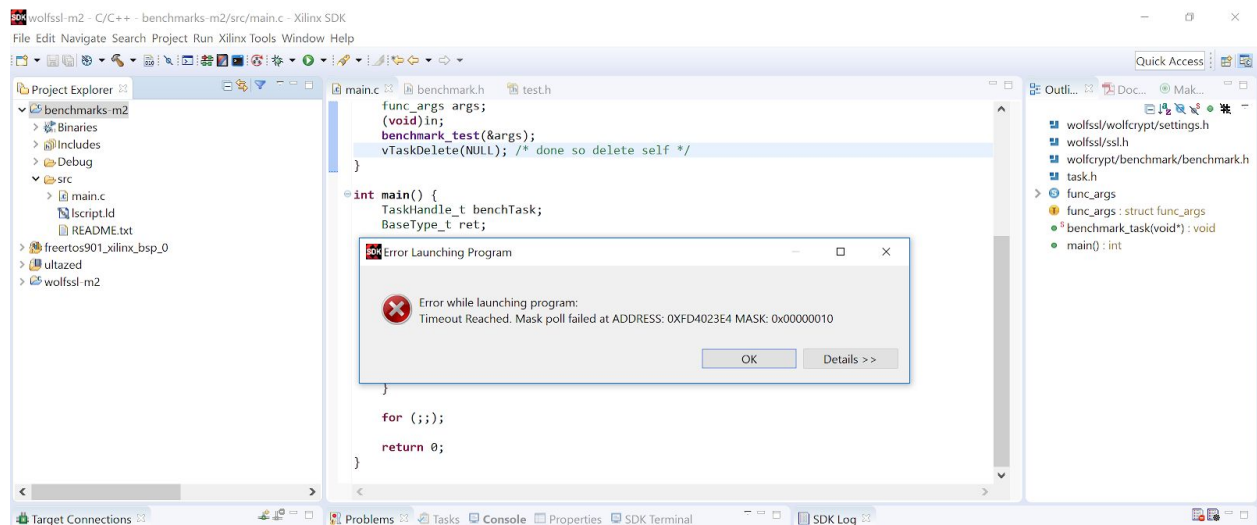 SDK wolfssl-m2 - C/C++ - benchmarks-m2/src/main.c - Xilinx SDK
File Edit Navigate Search Project Run Xilinx Tools Window Help
Quick Access
Project Explorer
benchmarks-m2
Binaries
Includes
Debug
src
main.c
lscript.ld
README.txt
freertos901_xilinx_bsp_0
ultazed
wolfssl-m2
main.c benchmark.h test.h
func_args args;
(void)in;
benchmark_test(&args);
vTaskDelete(NULL); /* done so delete self */
}
int main() {
TaskHandle_t benchTask;
BaseType_t ret;
SDK Error Launching Program
Error while launching program:
Timeout Reached. Mask poll failed at ADDRESS: 0XFD4023E4 MASK: 0x00000010
OK Details >>
}
for (;;);
return 0;
}
Outli... Doc... Mak...
wolfssl/wolfcrypt/settings.h
wolfssl/ssl.h
wolfcrypt/benchmark/benchmark.h
task.h
func_args
func_args : struct func_args
benchmark_task(void*) : void
main() : int
Target Connections
Problems Tasks Console Properties SDK Terminal
SDK Log